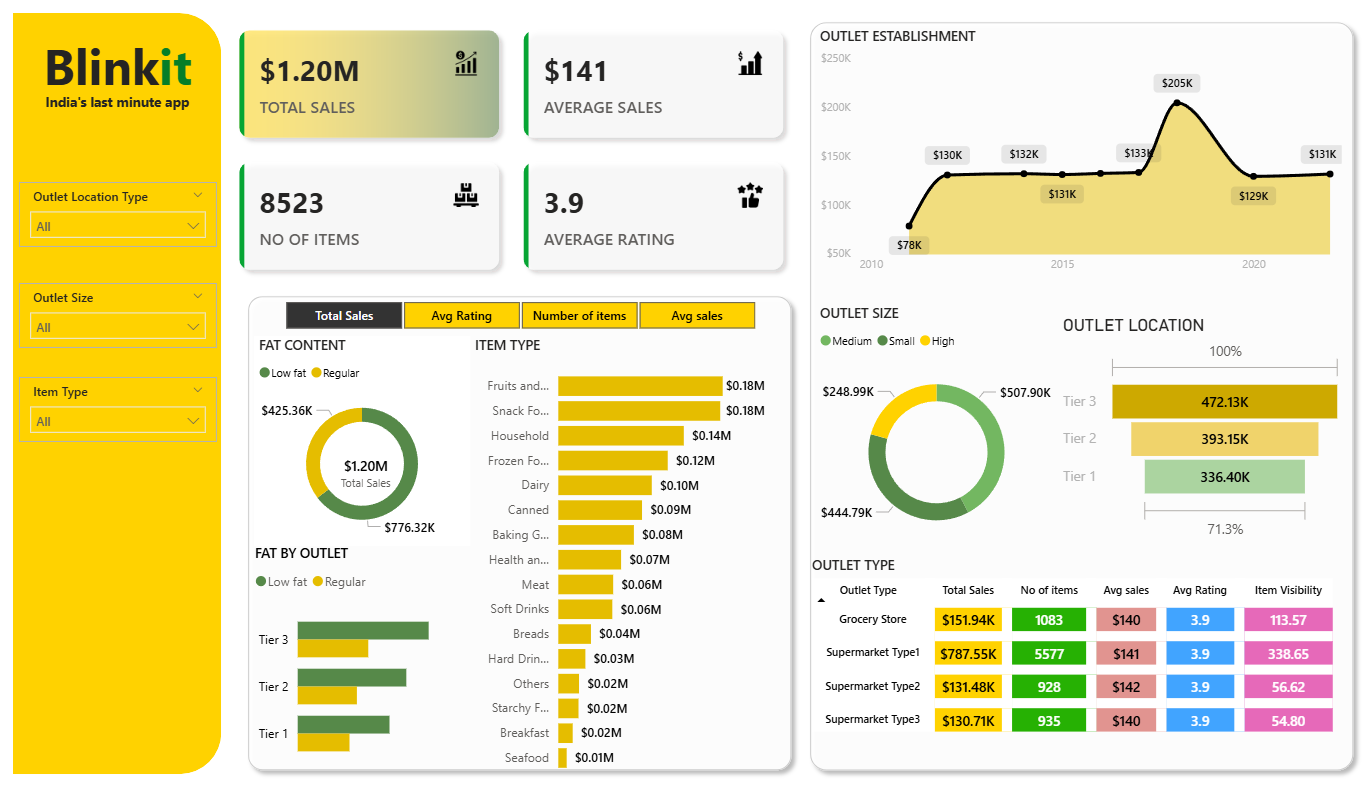 Blinkit
India's last minute app
Outlet Location Type
All
Outlet Size
All
Item Type
All
$1.20M
TOTAL SALES
$141
AVERAGE SALES
8523
NO OF ITEMS
3.9
AVERAGE RATING
Total Sales
Avg Rating
Number of items
Avg sales
FAT CONTENT
Low fat
Regular
$425.36K
$1.20M
Total Sales
$776.32K
FAT BY OUTLET
Low fat
Regular
Tier 3
Tier 2
Tier 1
ITEM TYPE
Fruits and... $0.18M
Snack Fo... $0.18M
Household $0.14M
Frozen Fo... $0.12M
Dairy $0.10M
Canned $0.09M
Baking G... $0.08M
Health an... $0.07M
Meat $0.06M
Soft Drinks $0.06M
Breads $0.04M
Hard Drin... $0.03M
Others $0.02M
Starchy F... $0.02M
Breakfast $0.02M
Seafood $0.01M
OUTLET ESTABLISHMENT
$250K
$200K
$150K
$100K
$50K
$78K
$130K
$132K
$131K
$133K
$205K
$129K
$131K
2010
2015
2020
OUTLET SIZE
Medium
Small
High
$248.99K
$507.90K
$444.79K
OUTLET LOCATION
100%
Tier 3 472.13K
Tier 2 393.15K
Tier 1 336.40K
71.3%
OUTLET TYPE
Outlet Type Total Sales No of items Avg sales Avg Rating Item Visibility
Grocery Store $151.94K 1083 $140 3.9 113.57
Supermarket Type1 $787.55K 5577 $141 3.9 338.65
Supermarket Type2 $131.48K 928 $142 3.9 56.62
Supermarket Type3 $130.71K 935 $140 3.9 54.80